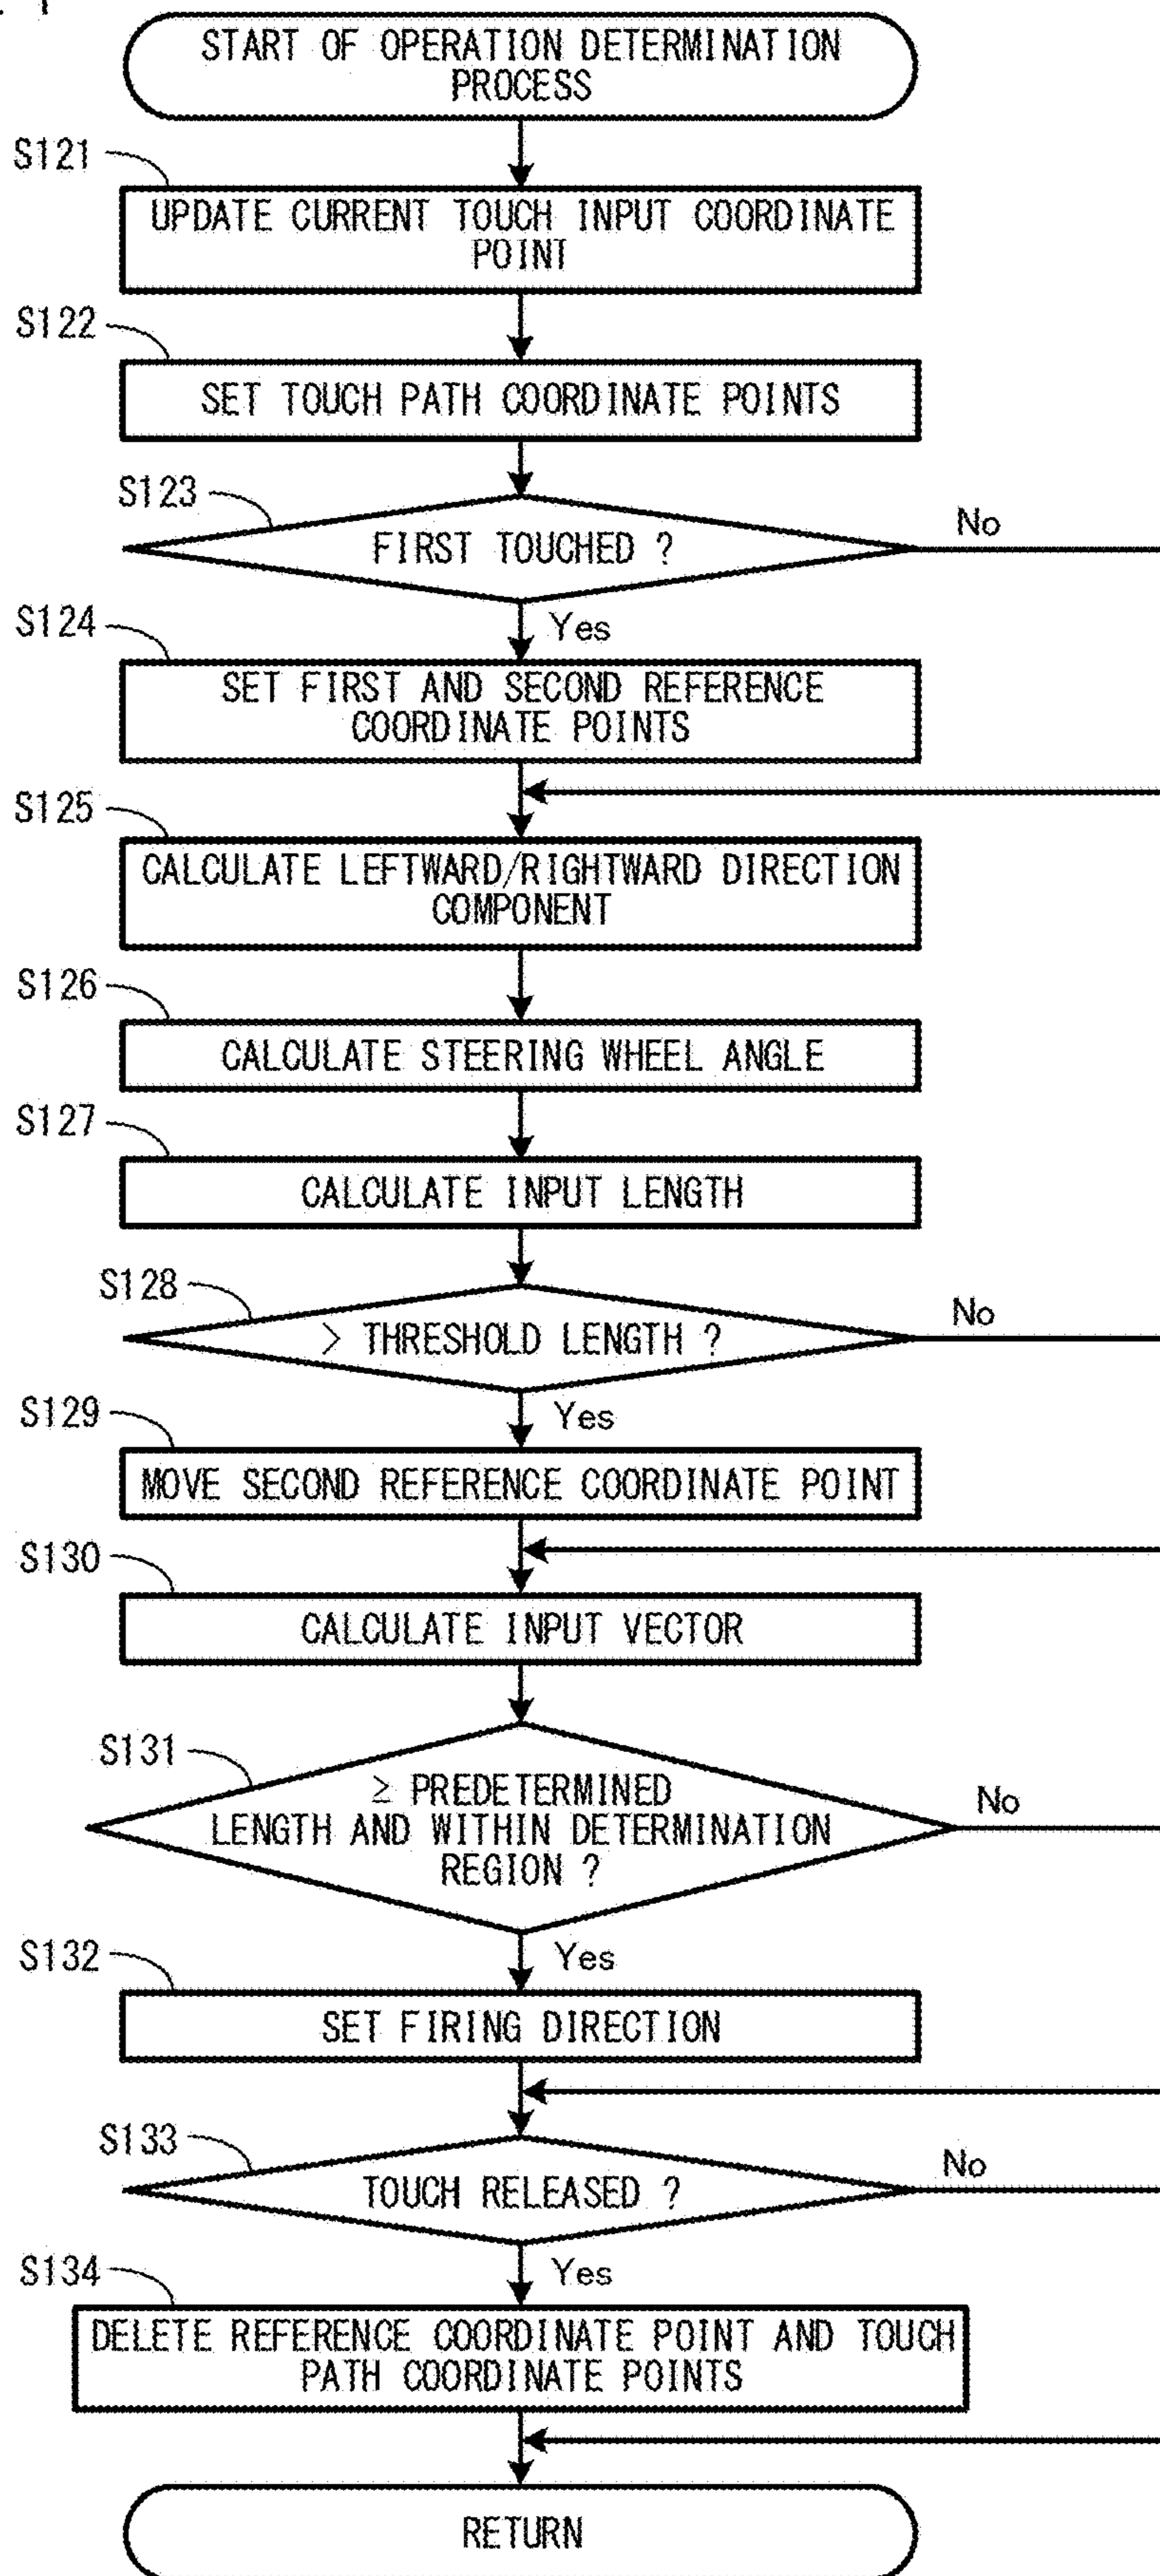 START OF OPERATION DETERMINATION
PROCESS
S121
UPDATE CURRENT TOUCH INPUT COORDINATE
POINT
S122
SET TOUCH PATH COORDINATE POINTS
S123
FIRST TOUCHED ?
No
Yes
S124
SET FIRST AND SECOND REFERENCE
COORDINATE POINTS
S125
CALCULATE LEFTWARD/RIGHTWARD DIRECTION
COMPONENT
S126
CALCULATE STEERING WHEEL ANGLE
S127
CALCULATE INPUT LENGTH
S128
> THRESHOLD LENGTH ?
No
Yes
S129
MOVE SECOND REFERENCE COORDINATE POINT
S130
CALCULATE INPUT VECTOR
S131
≥ PREDETERMINED
LENGTH AND WITHIN DETERMINATION
REGION ?
No
Yes
S132
SET FIRING DIRECTION
S133
TOUCH RELEASED ?
No
Yes
S134
DELETE REFERENCE COORDINATE POINT AND TOUCH
PATH COORDINATE POINTS
RETURN